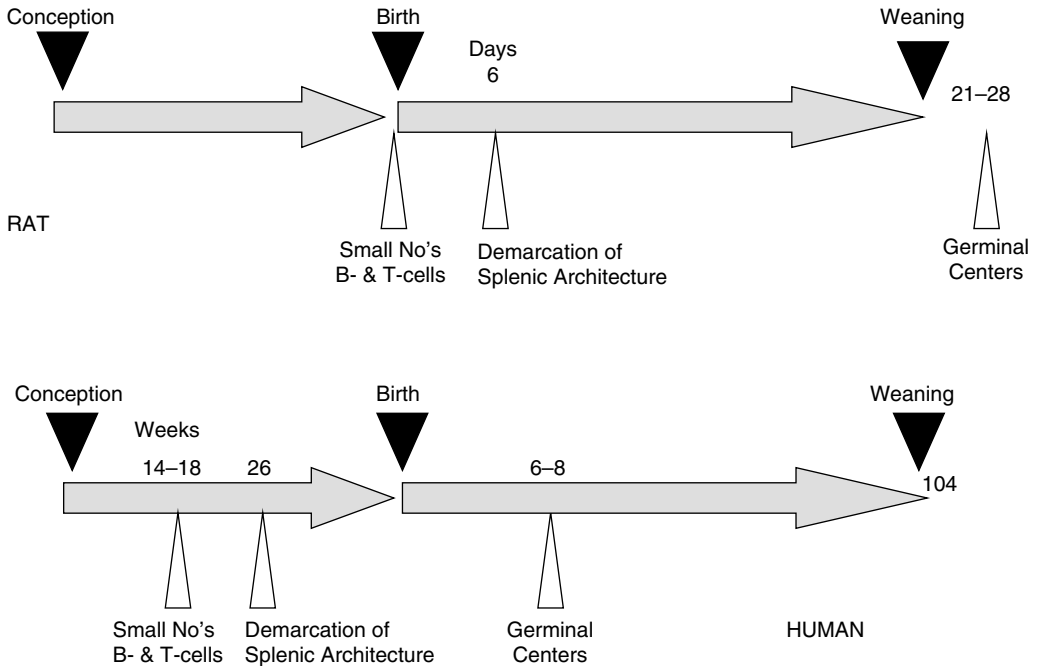 Conception
Birth
Weaning
Days
6
21–28
RAT
Small No's
B- & T-cells
Demarcation of
Splenic Architecture
Germinal
Centers
Conception
Birth
Weaning
Weeks
14–18
26
6–8
104
Small No's
B- & T-cells
Demarcation of
Splenic Architecture
Germinal
Centers
HUMAN